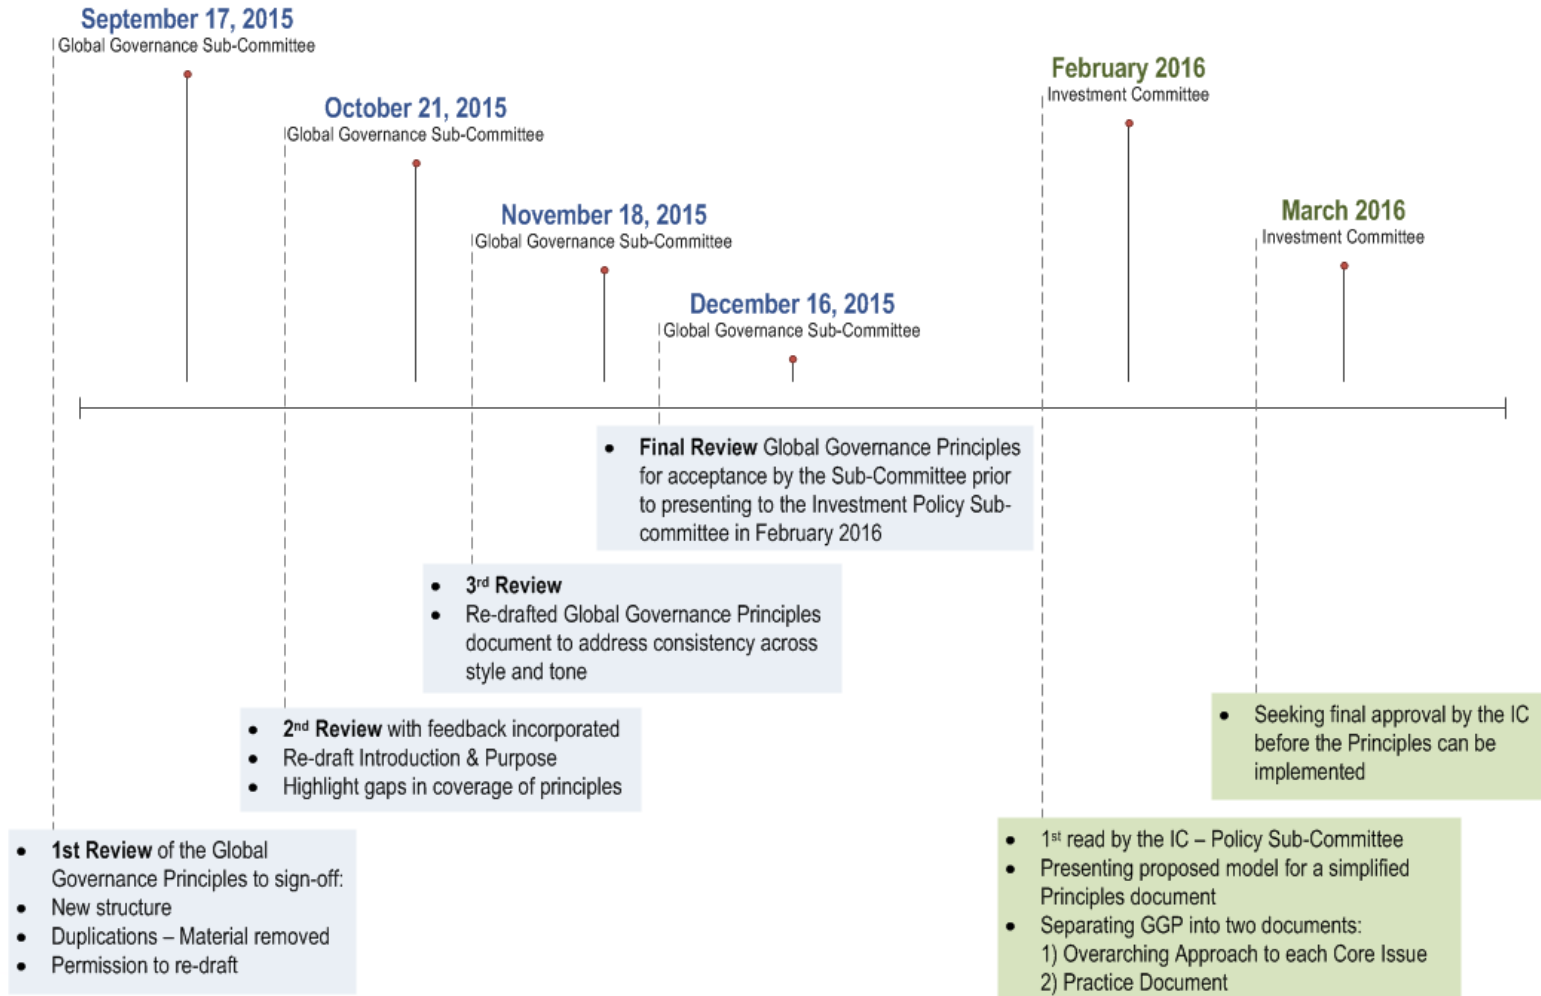 September 17, 2015
Global Governance Sub-Committee
October 21, 2015
Global Governance Sub-Committee
November 18, 2015
Global Governance Sub-Committee
December 16, 2015
Global Governance Sub-Committee
February 2016
Investment Committee
March 2016
Investment Committee
• Final Review Global Governance Principles
for acceptance by the Sub-Committee prior
to presenting to the Investment Policy Sub-
committee in February 2016
• 3rd Review
• Re-drafted Global Governance Principles
document to address consistency across
style and tone
• 2nd Review with feedback incorporated
• Re-draft Introduction & Purpose
• Highlight gaps in coverage of principles
• 1st Review of the Global
Governance Principles to sign-off:
• New structure
• Duplications – Material removed
• Permission to re-draft
• Seeking final approval by the IC
before the Principles can be
implemented
• 1st read by the IC – Policy Sub-Committee
• Presenting proposed model for a simplified
Principles document
• Separating GGP into two documents:
1) Overarching Approach to each Core Issue
2) Practice Document